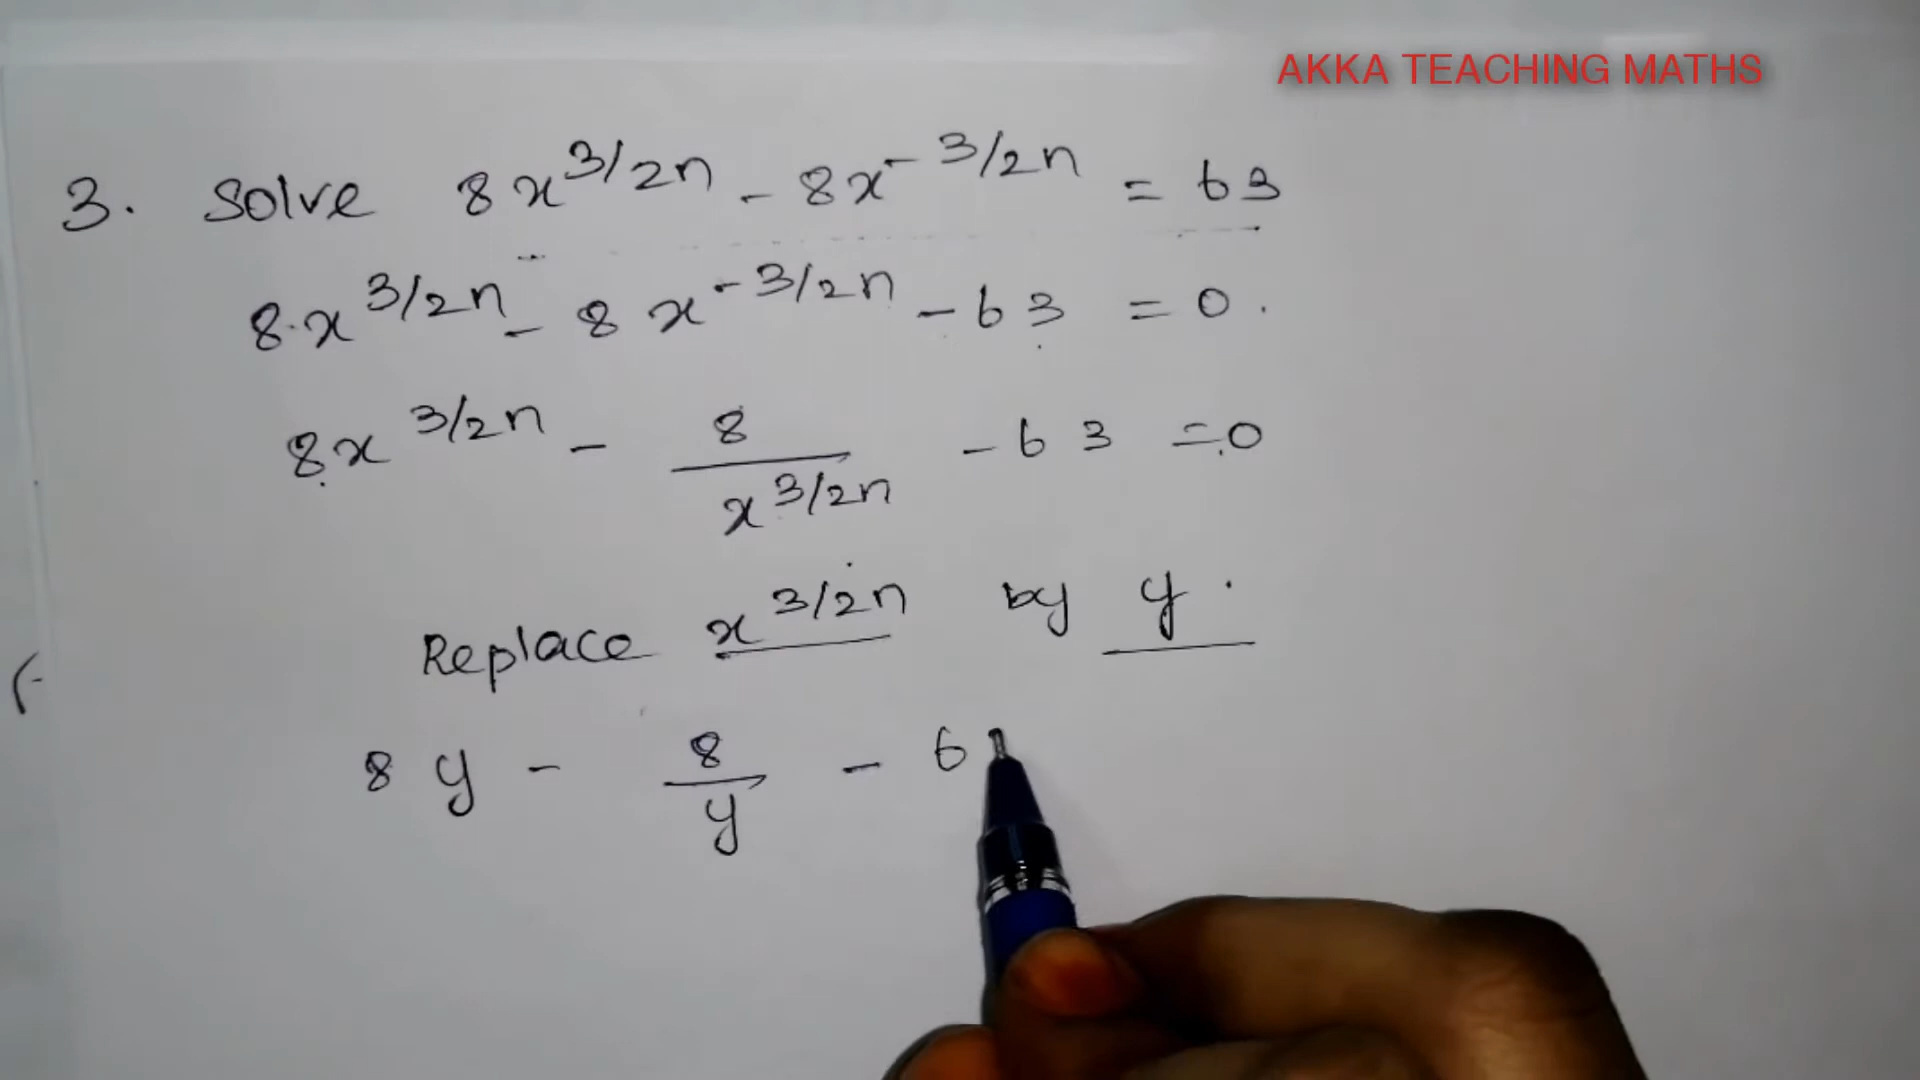 AKKA TEACHING MATHS
3. Solve 8x^3/2n - 8x^-3/2n = 63
8.x^3/2n - 8x^-3/2n - 63 = 0.
8x^3/2n - 8/x^3/2n - 63 = 0
Replace x^3/2n by y.
8y - 8/y - 6